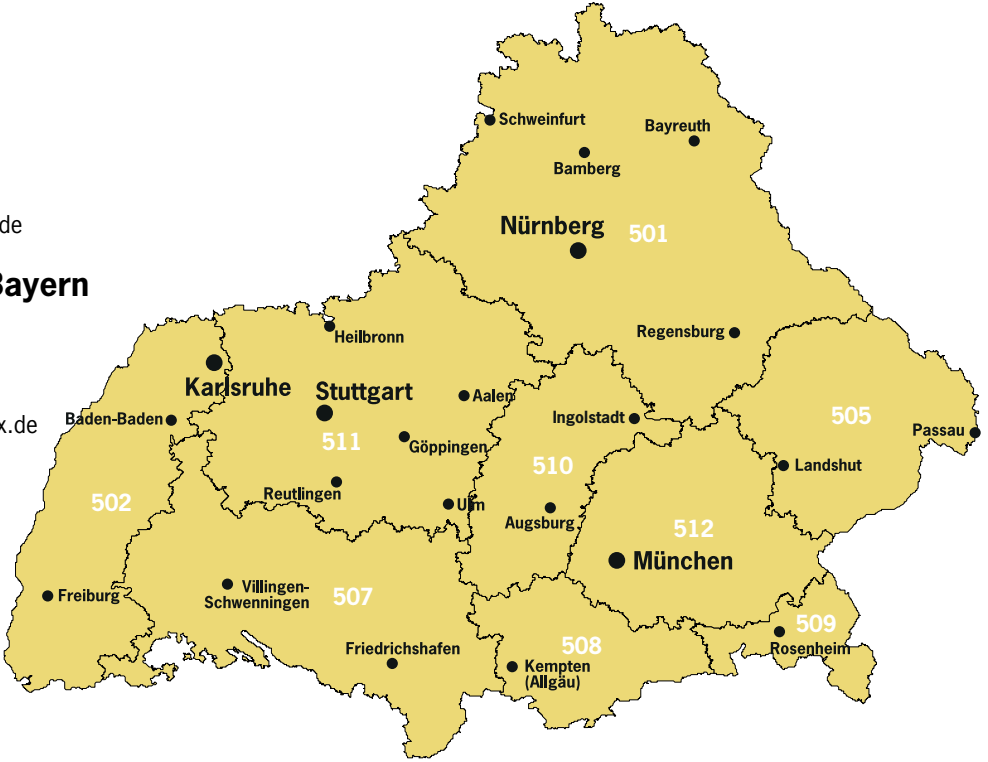 Schweinfurt
Bayreuth
Bamberg
de
Nürnberg
501
Bayern
Regensburg
Heilbronn
Karlsruhe
Stuttgart
Aalen
Baden-Baden
x.de
Ingolstadt
505
Passau
511
Göppingen
510
Landshut
502
Reutlingen
Ulm
Augsburg
512
München
Freiburg
Villingen-
Schwenningen
507
509
Friedrichshafen
508
Rosenheim
Kempten
(Allgäu)